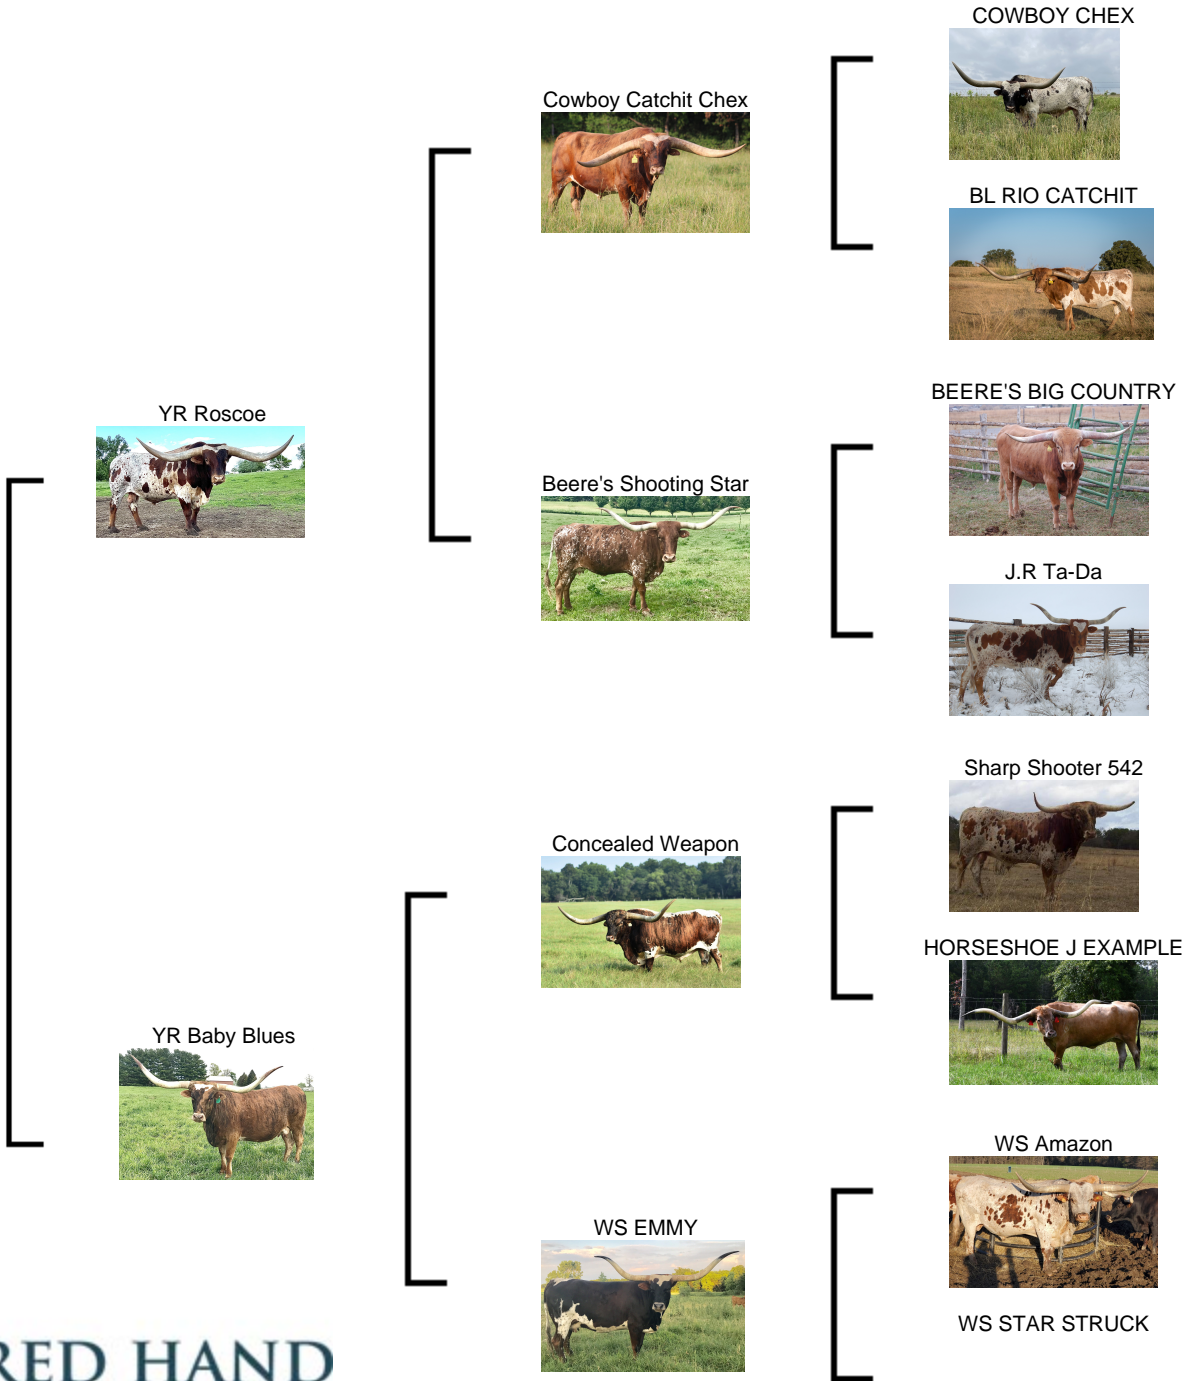 COWBOY CHEX
Cowboy Catchit Chex
BL RIO CATCHIT
YR Roscoe
BEERE'S BIG COUNTRY
Beere's Shooting Star
J.R Ta-Da
Sharp Shooter 542
Concealed Weapon
HORSESHOE J EXAMPLE
YR Baby Blues
WS Amazon
WS EMMY
WS STAR STRUCK
RED HAND